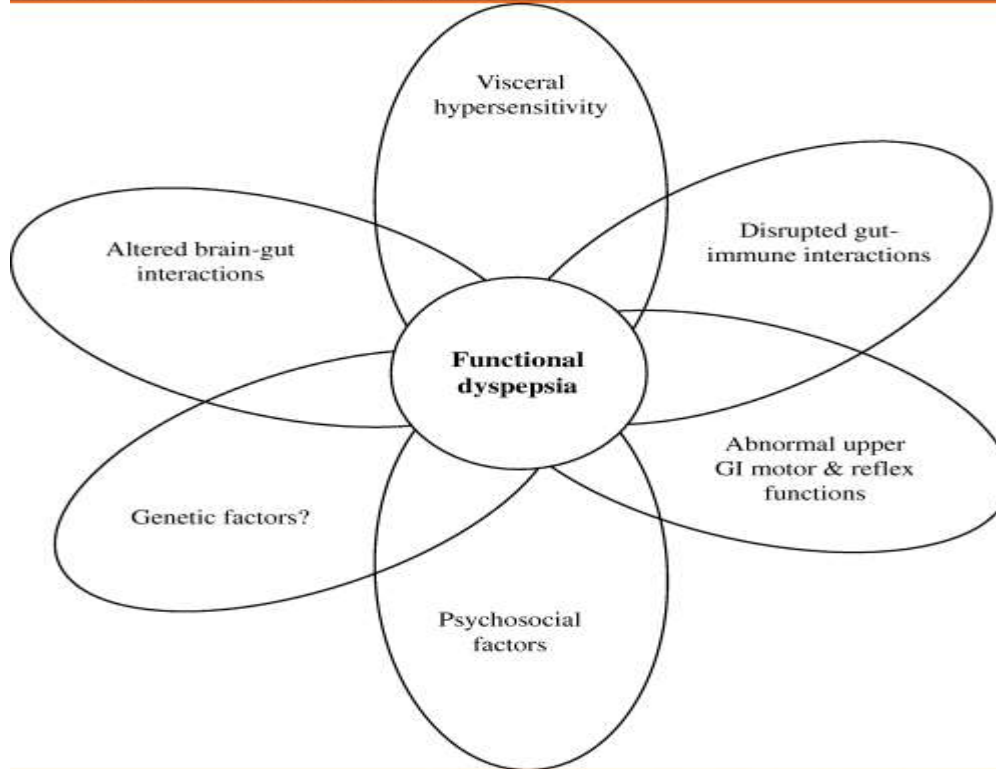 Visceral
hypersensitivity
Disrupted gut-
immune interactions
Altered brain-gut
interactions
Functional
dyspepsia
Abnormal upper
GI motor & reflex
functions
Genetic factors?
Psychosocial
factors